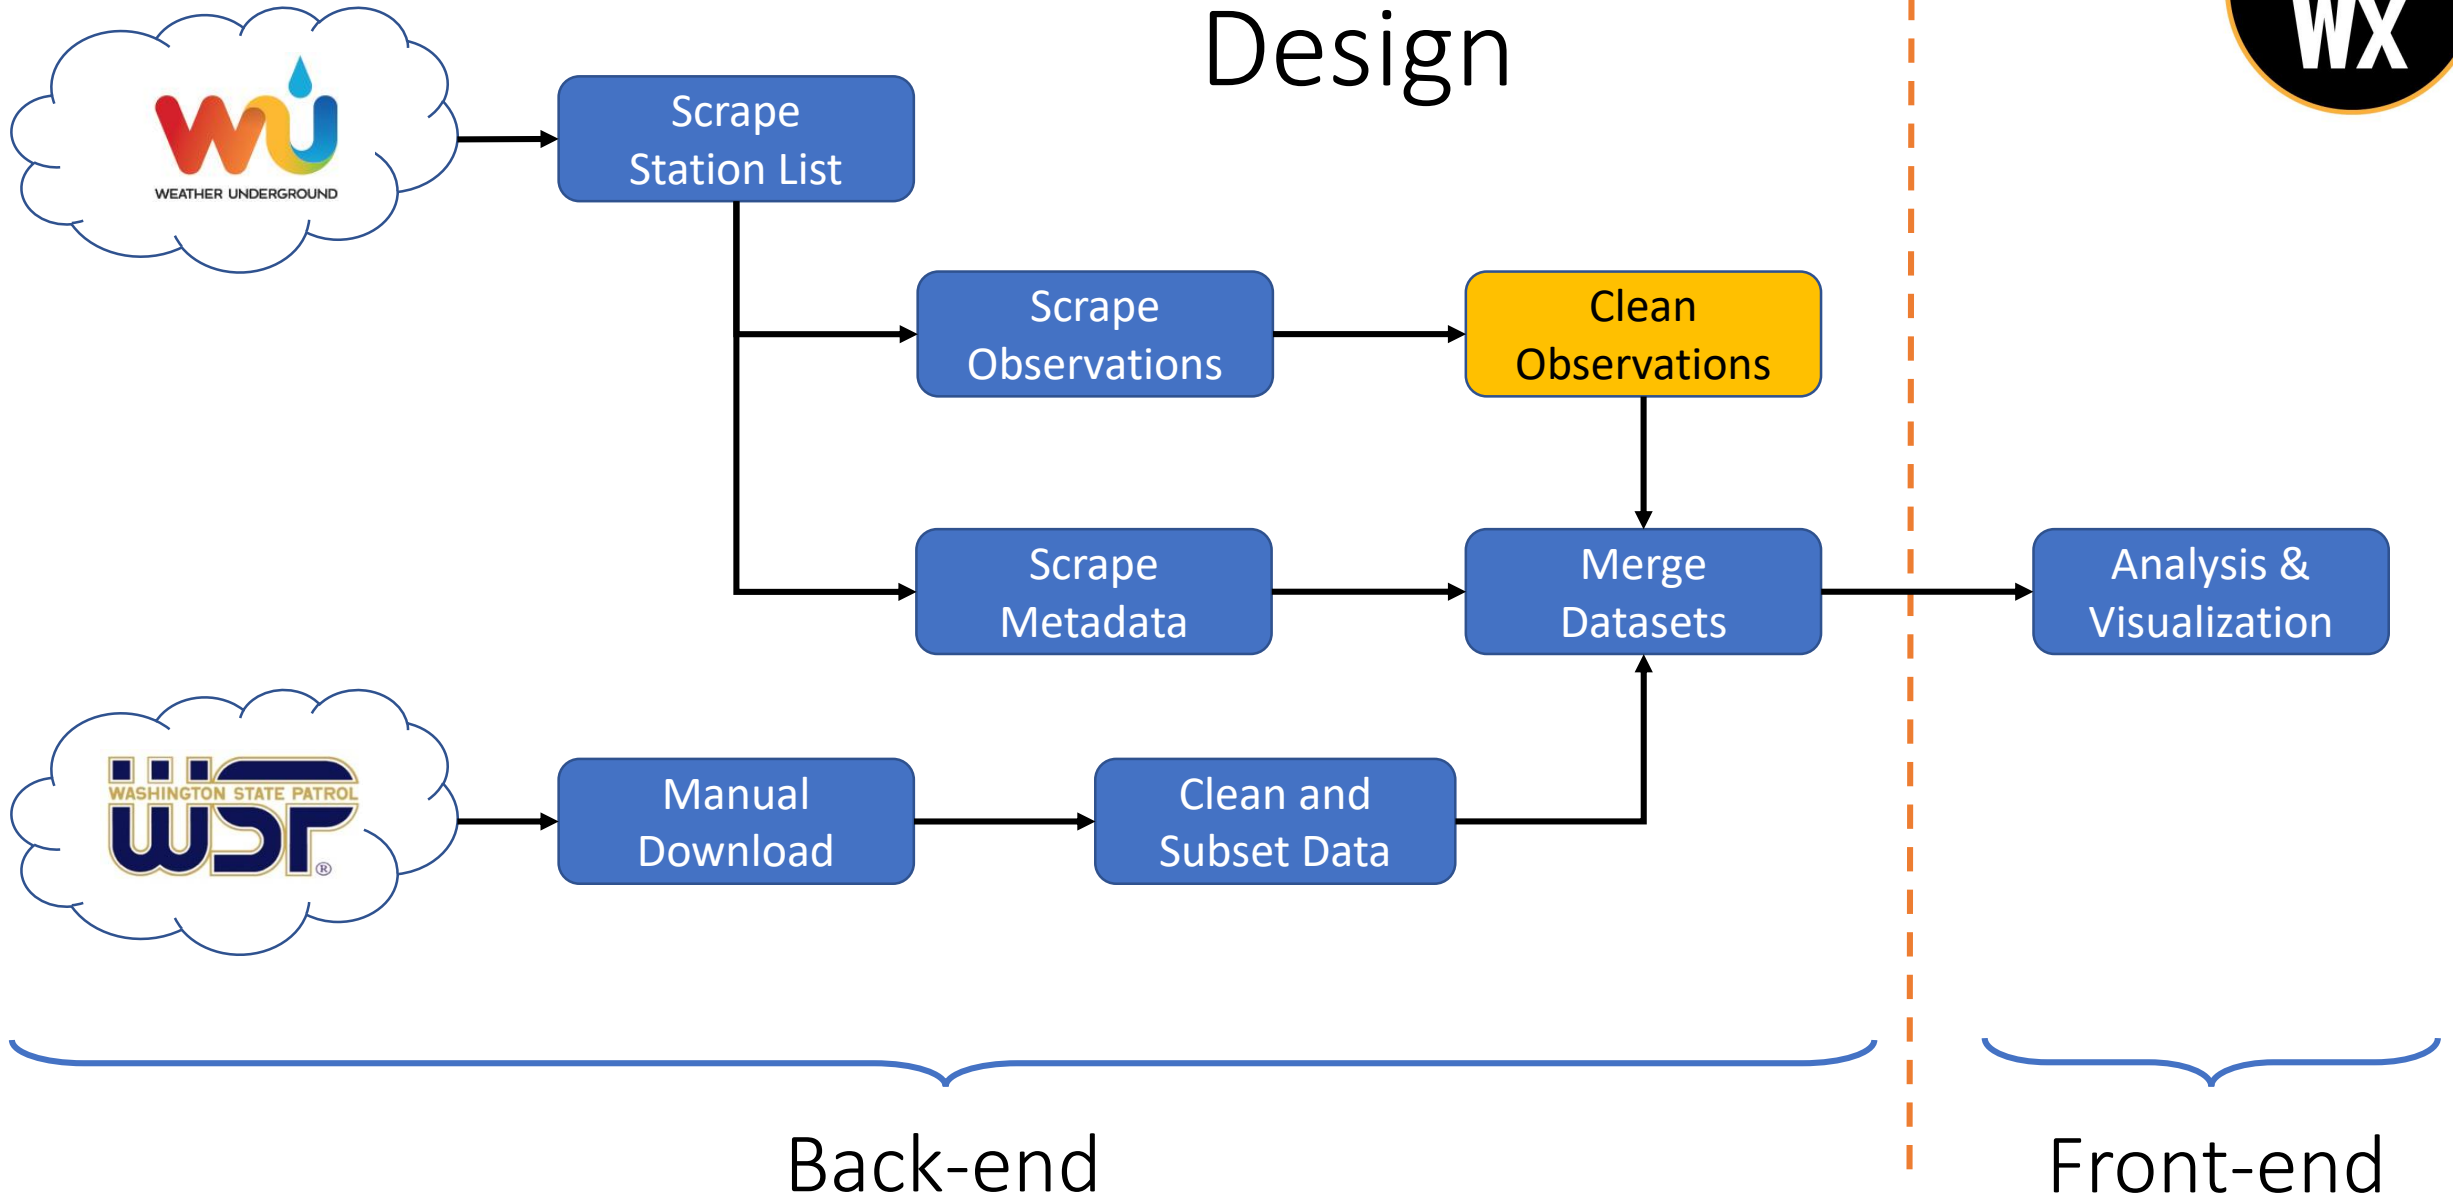 Design
WX
WU
WEATHER UNDERGROUND
Scrape
Station List
Scrape
Observations
Clean
Observations
Scrape
Metadata
Merge
Datasets
Analysis &
Visualization
WASHINGTON STATE PATROL
WSP®
Manual
Download
Clean and
Subset Data
Back-end
Front-end